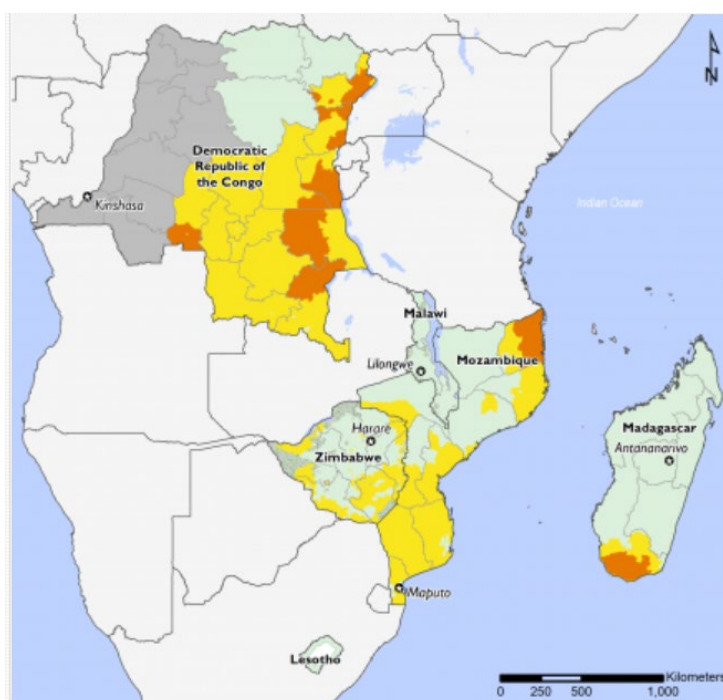 N
Democratic
Republic of
the Congo
Kinshasa
Indian Ocean
Malawi
Mozambique
Lilongwe
Harare
Zimbabwe
Madagascar
Antananarivo
Maputo
Lesotho
Kilometers
0 250 500 1,000